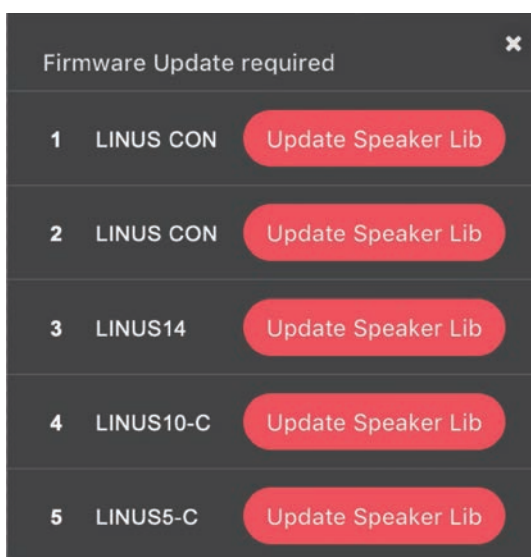 Firmware Update required
1 LINUS CON Update Speaker Lib
2 LINUS CON Update Speaker Lib
3 LINUS14 Update Speaker Lib
4 LINUS10-C Update Speaker Lib
5 LINUS5-C Update Speaker Lib